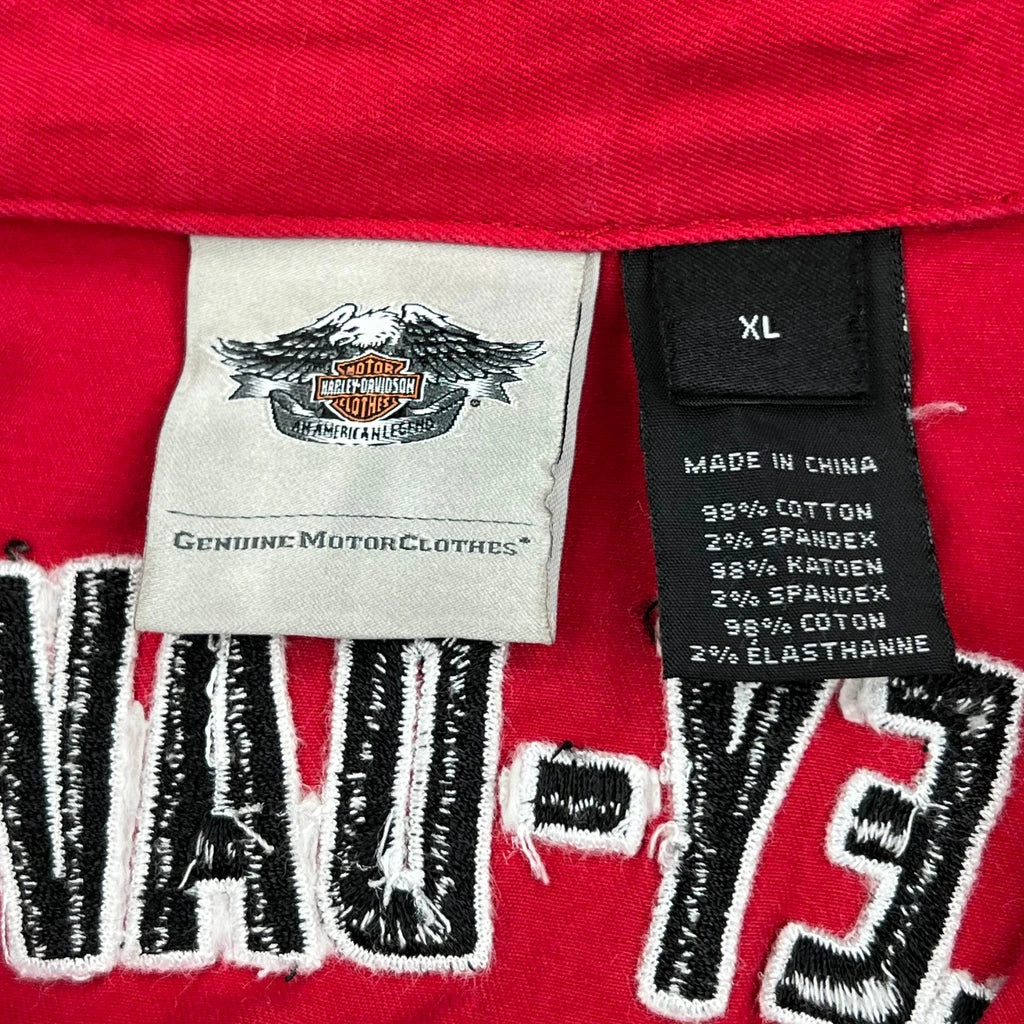 MOTOR
HARLEY-DAVIDSON
CLOTHES
®
AN AMERICAN LEGEND
GENUINE MOTORCLOTHES®
XL
MADE IN CHINA
98% COTTON
2% SPANDEX
98% KATOEN
2% SPANDEX
98% COTON
2% ÉLASTHANNE